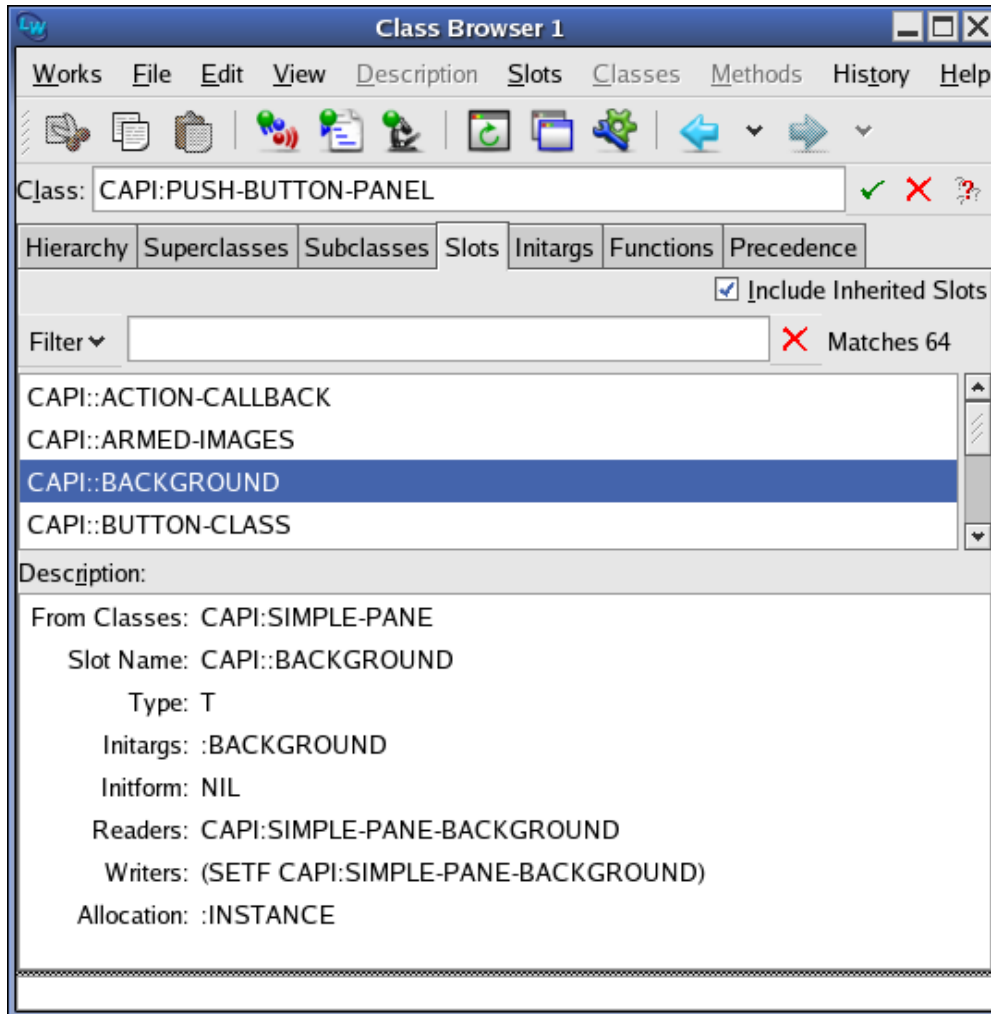 LW Class Browser 1
Works File Edit View Description Slots Classes Methods History Help
Class: CAPI:PUSH-BUTTON-PANEL
Hierarchy Superclasses Subclasses Slots Initargs Functions Precedence
Include Inherited Slots
Filter Matches 64
CAPI::ACTION-CALLBACK
CAPI::ARMED-IMAGES
CAPI::BACKGROUND
CAPI::BUTTON-CLASS
Description:
From Classes: CAPI:SIMPLE-PANE
Slot Name: CAPI::BACKGROUND
Type: T
Initargs: :BACKGROUND
Initform: NIL
Readers: CAPI:SIMPLE-PANE-BACKGROUND
Writers: (SETF CAPI:SIMPLE-PANE-BACKGROUND)
Allocation: :INSTANCE